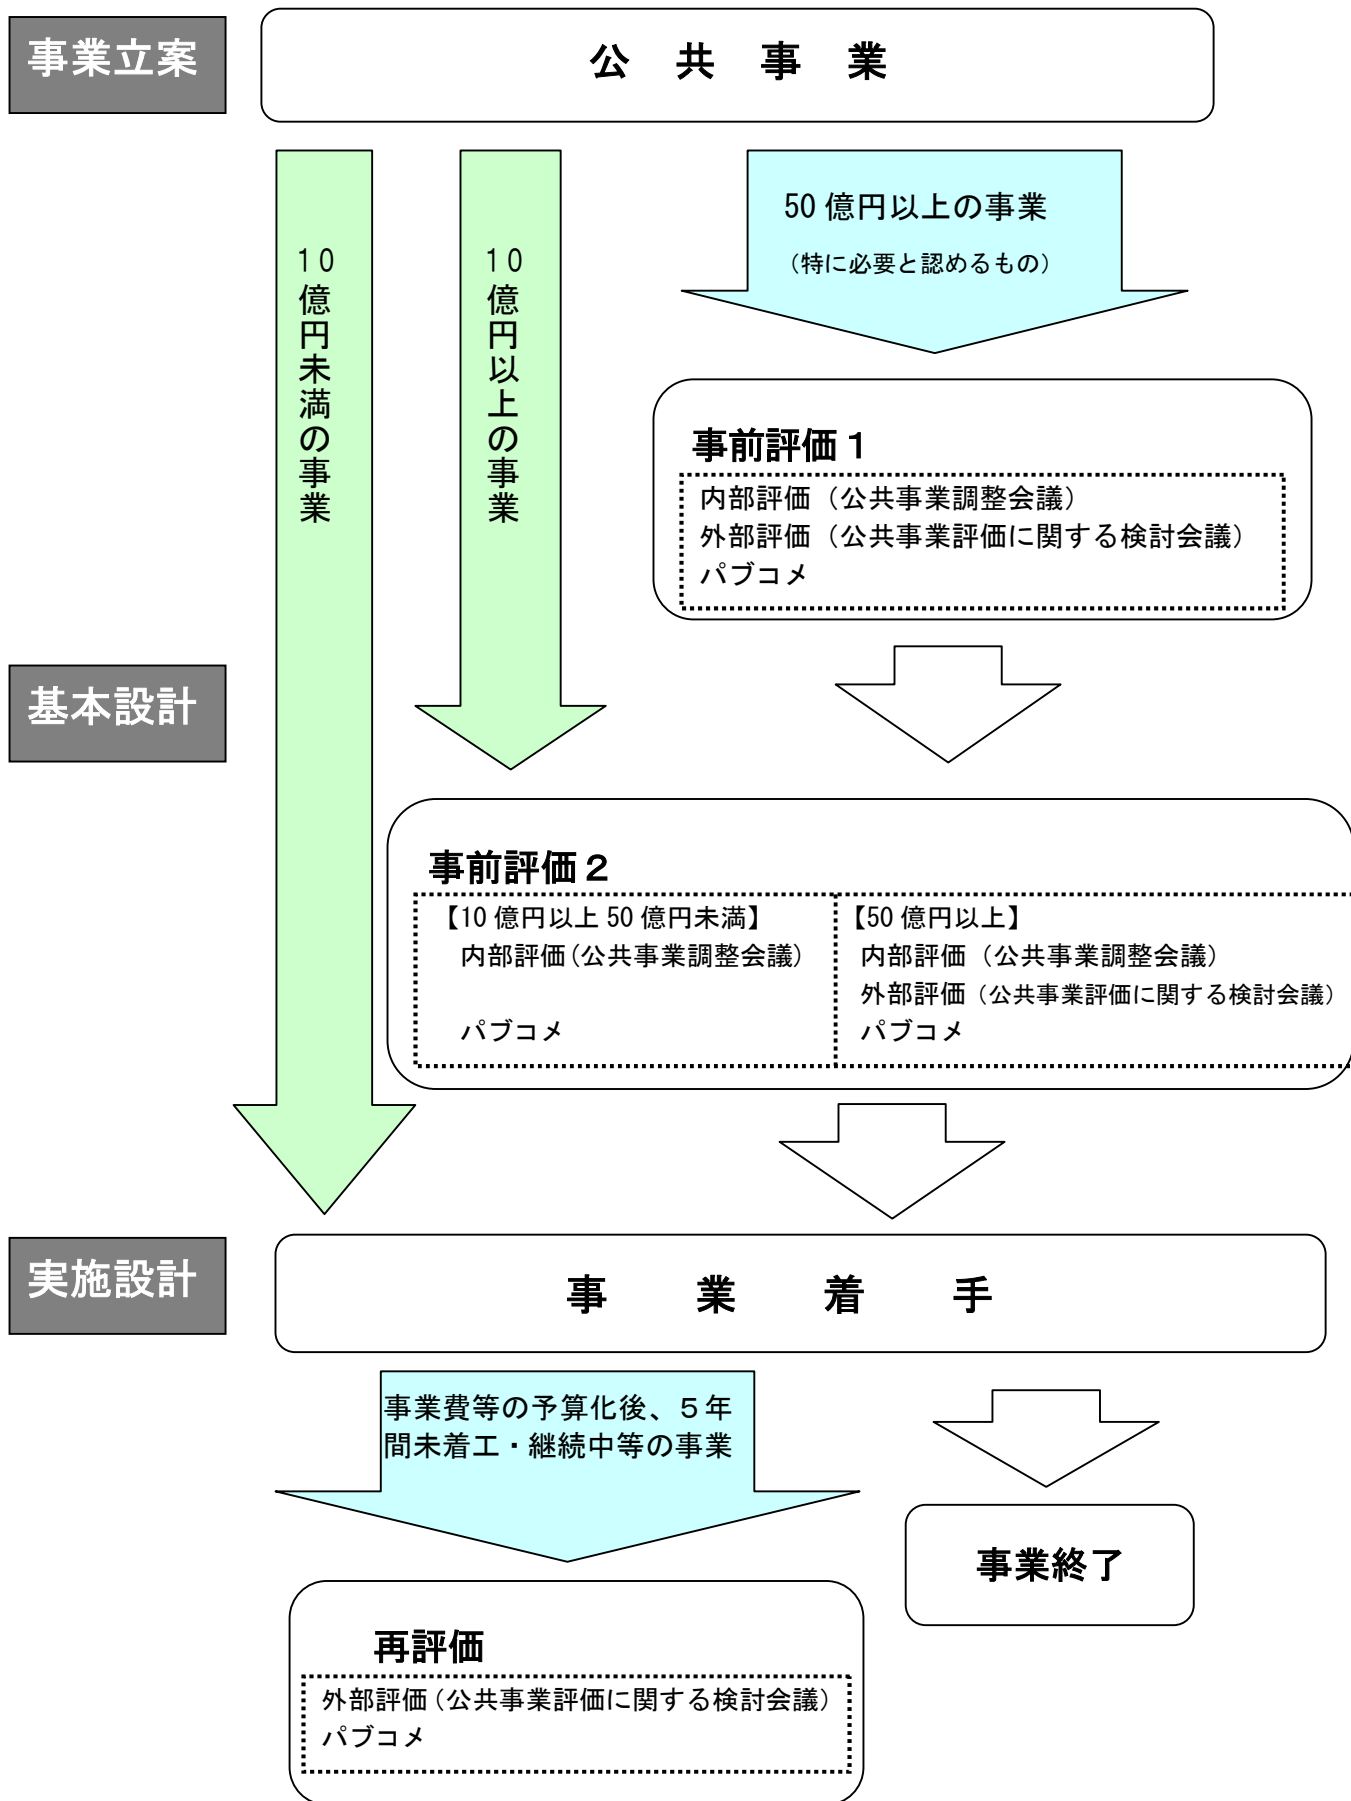 事業立案
公 共 事 業
10億円未満の事業
10億円以上の事業
50 億円以上の事業
（特に必要と認めるもの）
事前評価１
内部評価（公共事業調整会議）
外部評価（公共事業評価に関する検討会議）
パブコメ
基本設計
事前評価２
【10 億円以上 50 億円未満】
内部評価（公共事業調整会議）
パブコメ
【50 億円以上】
内部評価（公共事業調整会議）
外部評価（公共事業評価に関する検討会議）
パブコメ
実施設計
事 業 着 手
事業費等の予算化後、５年
間未着工・継続中等の事業
事業終了
再評価
外部評価（公共事業評価に関する検討会議）
パブコメ